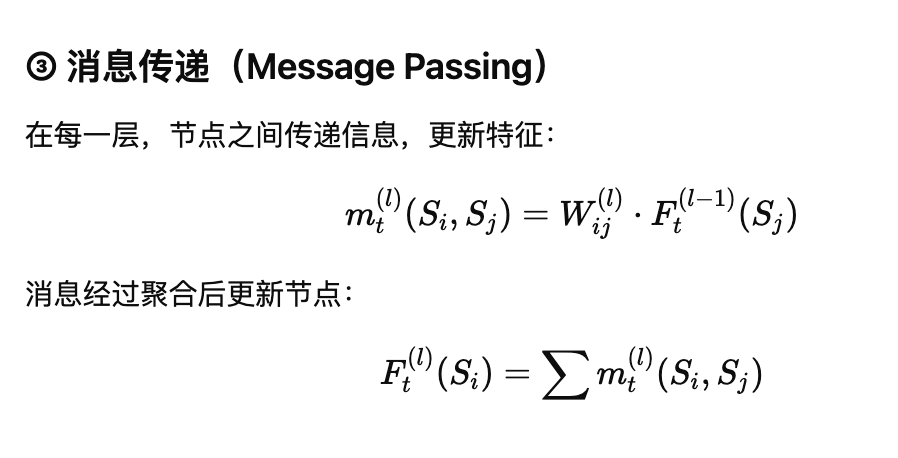 ③ 消息传递（Message Passing）
在每一层，节点之间传递信息，更新特征：
m_t^{(l)}(S_i, S_j) = W_{ij}^{(l)} · F_t^{(l−1)}(S_j)
消息经过聚合后更新节点：
F_t^{(l)}(S_i) = ∑ m_t^{(l)}(S_i, S_j)